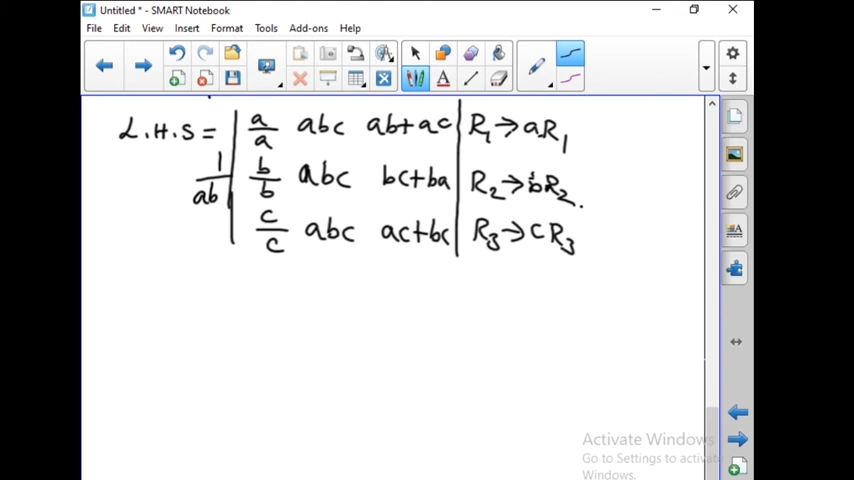 Untitled * - SMART Notebook
File Edit View Insert Format Tools Add-ons Help
L.H.S = | a/a abc ab+ac | R1 → aR1
1/ab | b/b abc bc+ba | R2 → bR2.
| c/c abc ac+bc | R3 → cR3
Activate Windows
Go to Settings to activate
Windows.